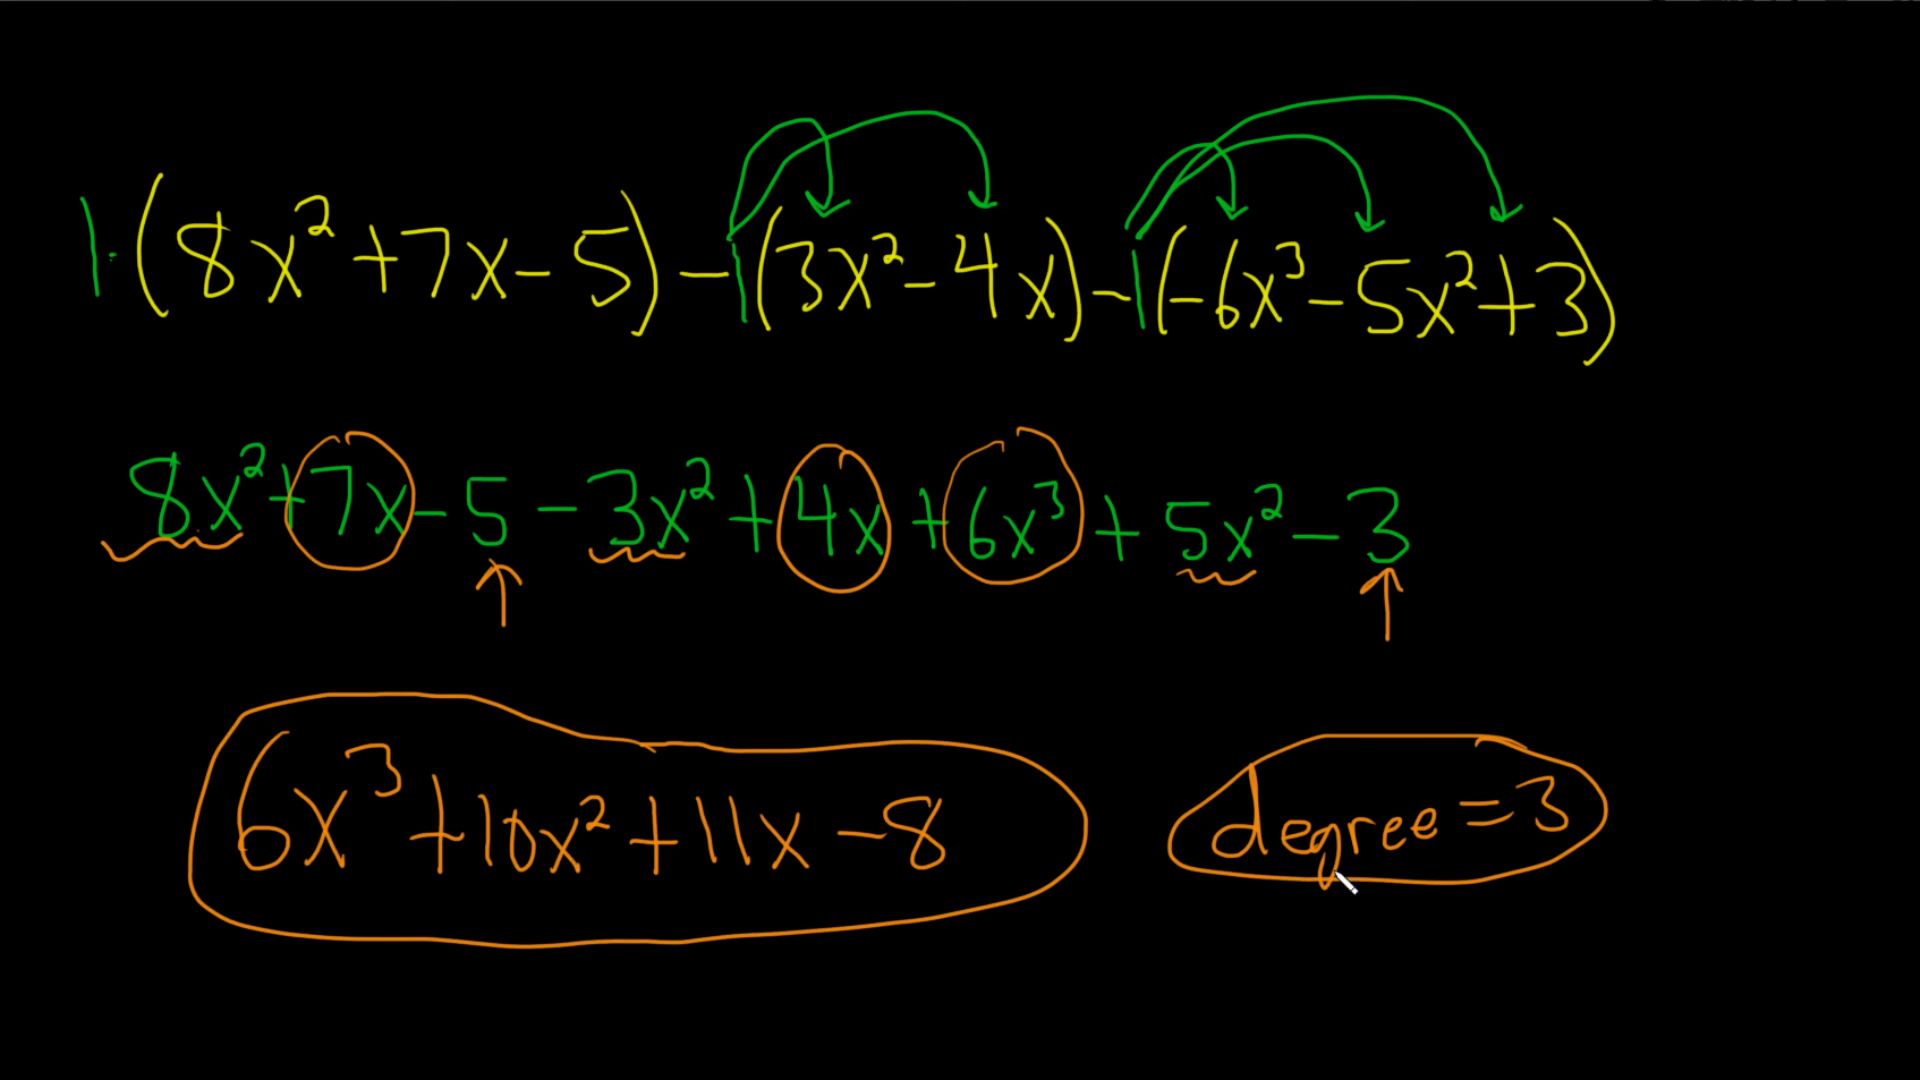 1·(8x²+7x-5)-1(3x²-4x)-1(-6x³-5x²+3)
8x²+7x-5-3x²+4x+6x³+5x²-3
6x³+10x²+11x-8
degree=3